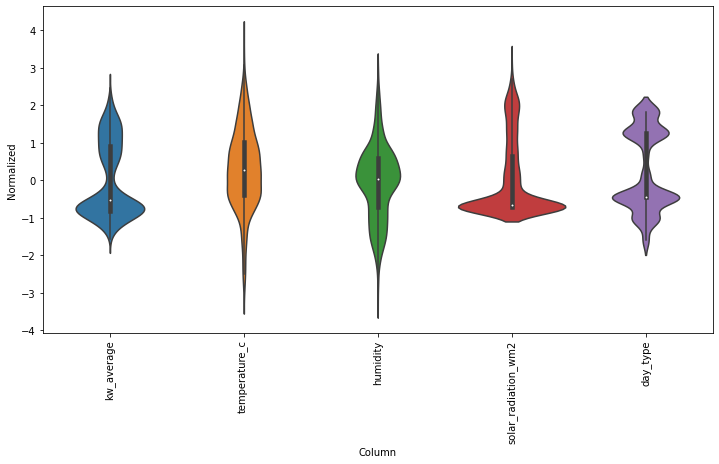 Normalized
4
3
2
1
0
−1
−2
−3
−4
kw_average
temperature_c
humidity
solar_radiation_wm2
day_type
Column